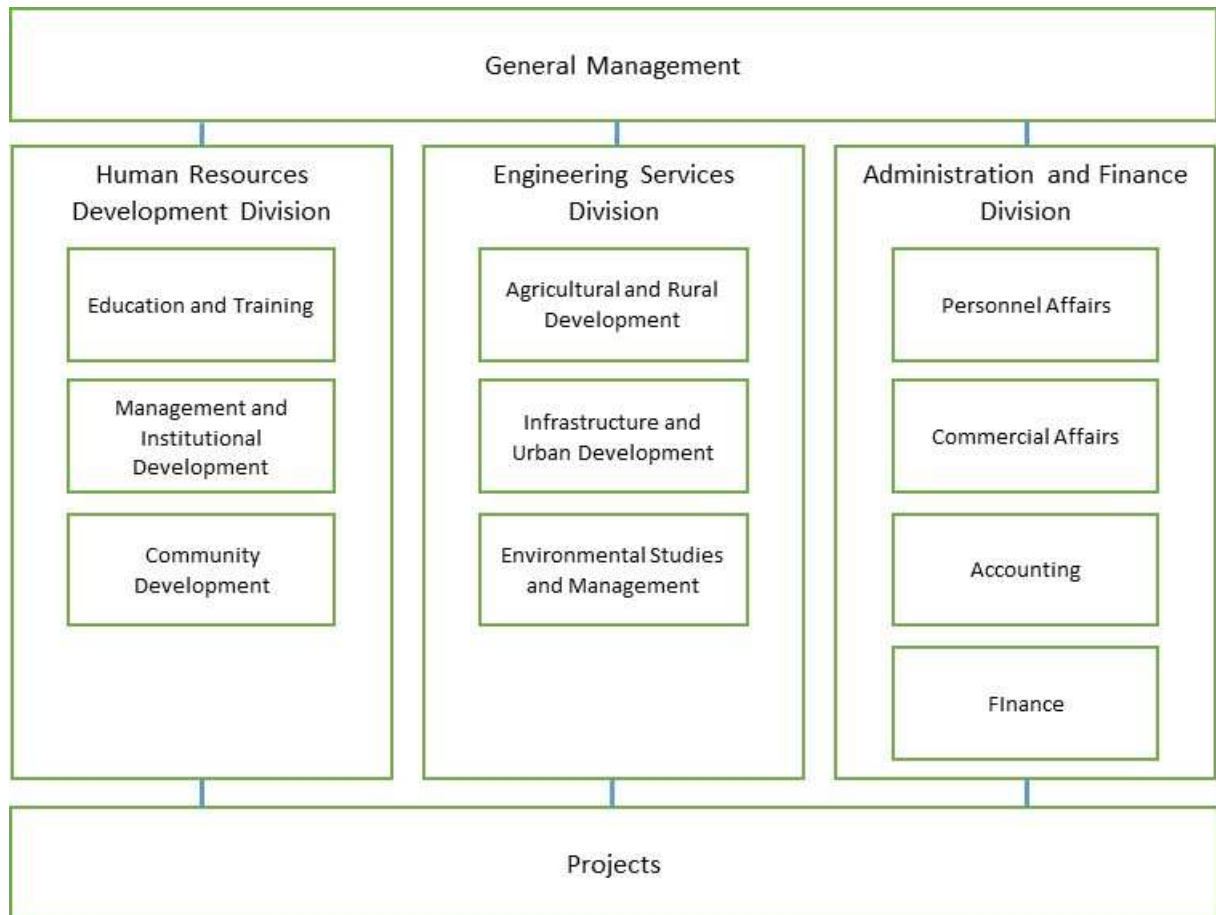 General Management
Human Resources
Development Division
Education and Training
Management and
Institutional
Development
Community
Development
Engineering Services
Division
Agricultural and Rural
Development
Infrastructure and
Urban Development
Environmental Studies
and Management
Administration and Finance
Division
Personnel Affairs
Commercial Affairs
Accounting
FInance
Projects